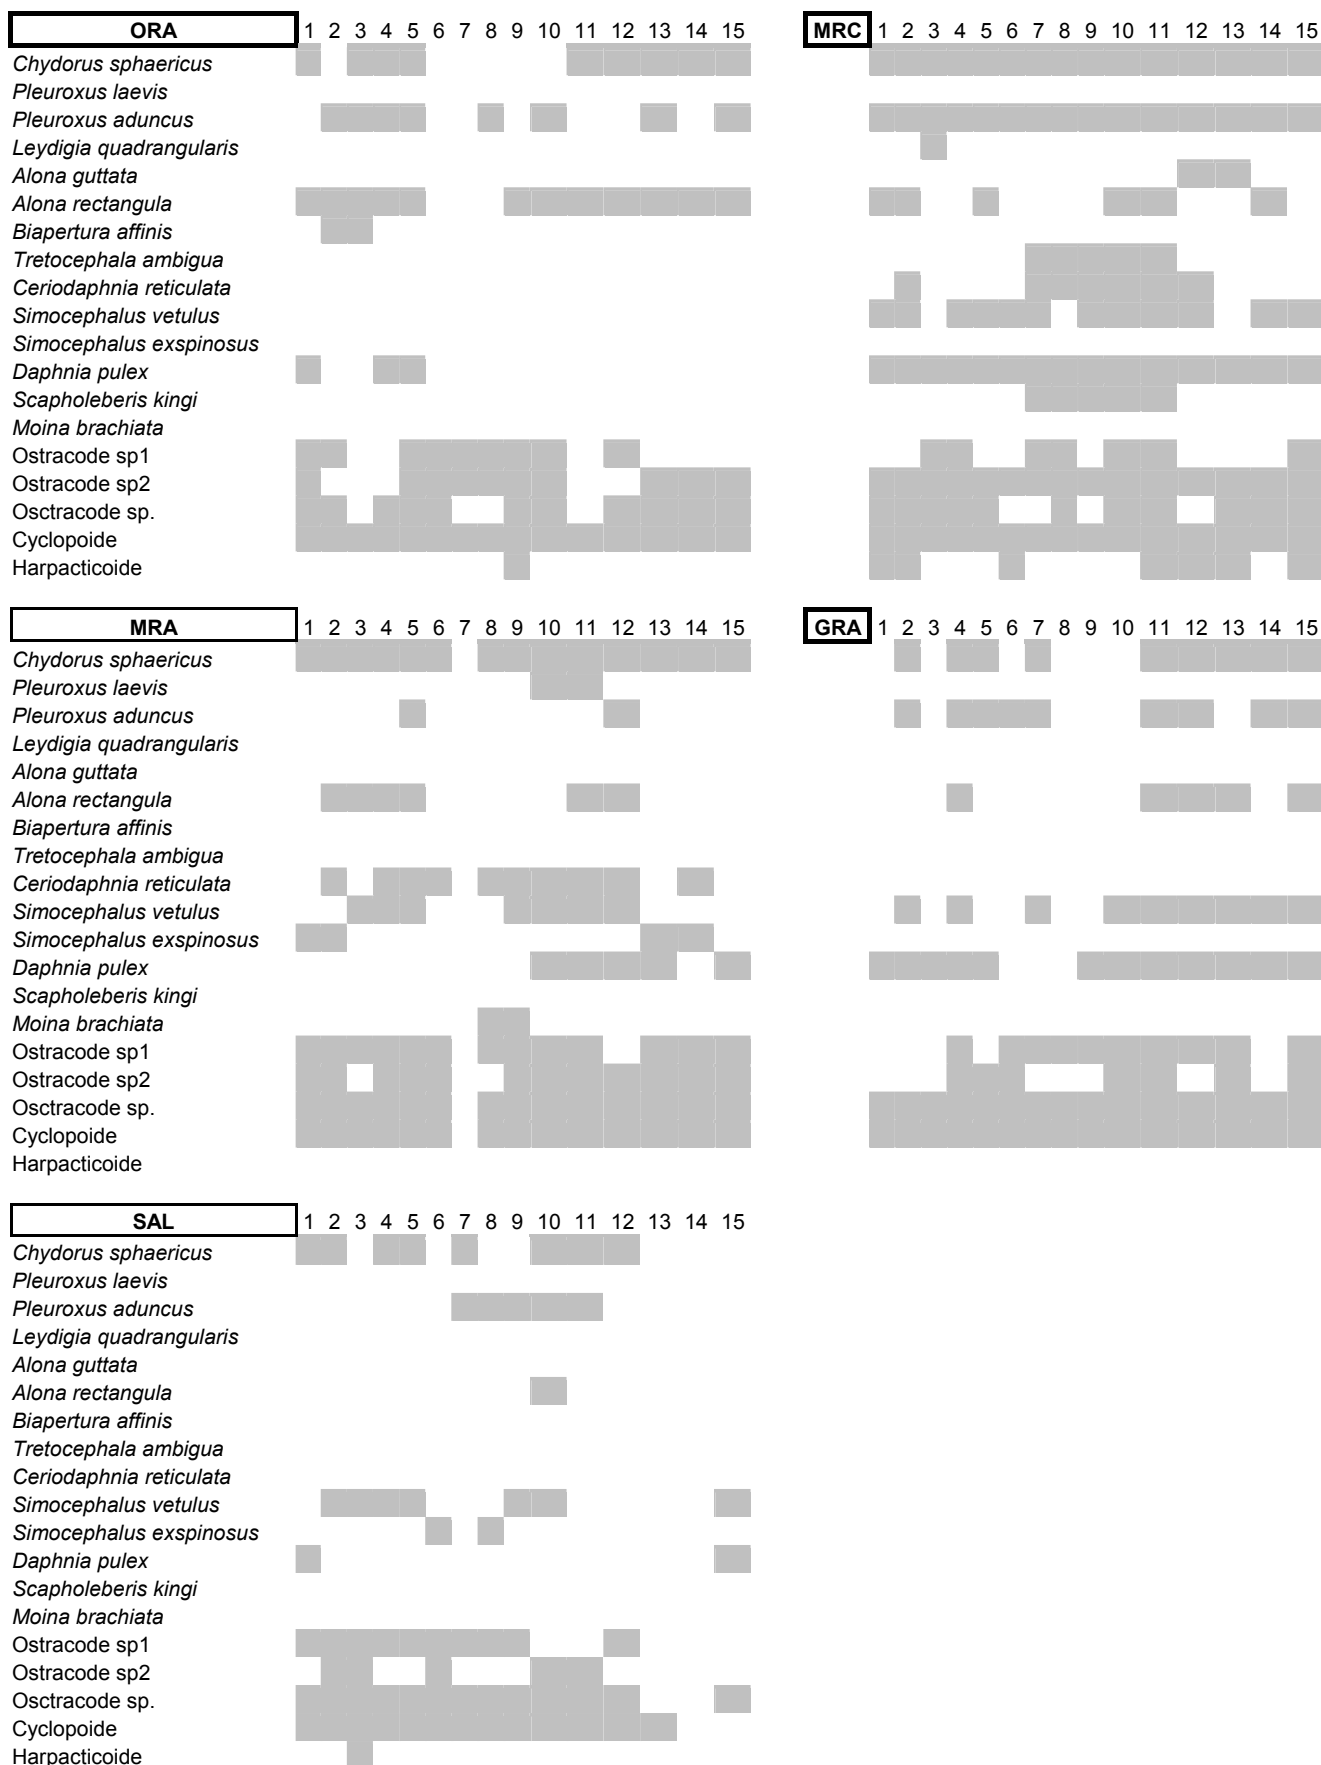 ORA 1 2 3 4 5 6 7 8 9 10 11 12 13 14 15 MRC 1 2 3 4 5 6 7 8 9 10 11 12 13 14 15
Chydorus sphaericus
Pleuroxus laevis
Pleuroxus aduncus
Leydigia quadrangularis
Alona guttata
Alona rectangula
Biapertura affinis
Tretocephala ambigua
Ceriodaphnia reticulata
Simocephalus vetulus
Simocephalus exspinosus
Daphnia pulex
Scapholeberis kingi
Moina brachiata
Ostracode sp1
Ostracode sp2
Osctracode sp.
Cyclopoide
Harpacticoide
MRA 1 2 3 4 5 6 7 8 9 10 11 12 13 14 15 GRA 1 2 3 4 5 6 7 8 9 10 11 12 13 14 15
Chydorus sphaericus
Pleuroxus laevis
Pleuroxus aduncus
Leydigia quadrangularis
Alona guttata
Alona rectangula
Biapertura affinis
Tretocephala ambigua
Ceriodaphnia reticulata
Simocephalus vetulus
Simocephalus exspinosus
Daphnia pulex
Scapholeberis kingi
Moina brachiata
Ostracode sp1
Ostracode sp2
Osctracode sp.
Cyclopoide
Harpacticoide
SAL 1 2 3 4 5 6 7 8 9 10 11 12 13 14 15
Chydorus sphaericus
Pleuroxus laevis
Pleuroxus aduncus
Leydigia quadrangularis
Alona guttata
Alona rectangula
Biapertura affinis
Tretocephala ambigua
Ceriodaphnia reticulata
Simocephalus vetulus
Simocephalus exspinosus
Daphnia pulex
Scapholeberis kingi
Moina brachiata
Ostracode sp1
Ostracode sp2
Osctracode sp.
Cyclopoide
Harpacticoide